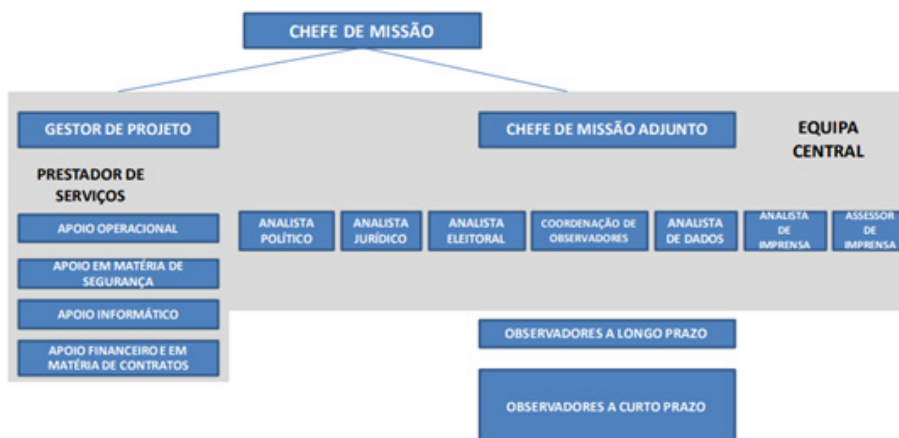 CHEFE DE MISSÃO
GESTOR DE PROJETO
CHEFE DE MISSÃO ADJUNTO
EQUIPA
CENTRAL
PRESTADOR DE
SERVIÇOS
APOIO OPERACIONAL
APOIO EM MATÉRIA DE
SEGURANÇA
APOIO INFORMÁTICO
APOIO FINANCEIRO E EM
MATÉRIA DE CONTRATOS
ANALISTA
POLÍTICO
ANALISTA
JURÍDICO
ANALISTA
ELEITORAL
COORDENAÇÃO DE
OBSERVADORES
ANALISTA
DE DADOS
ANALISTA
DE
IMPRENSA
ASSESSOR
DE
IMPRENSA
OBSERVADORES A LONGO PRAZO
OBSERVADORES A CURTO PRAZO